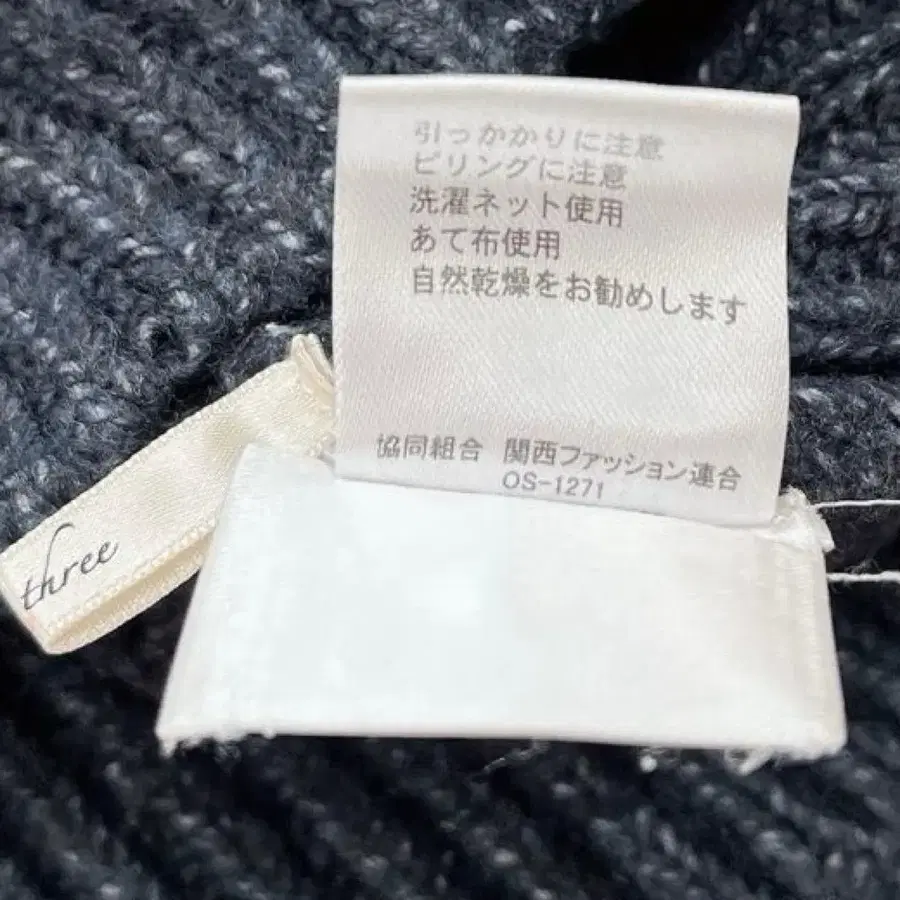 引っかかりに注意
ピリングに注意
洗濯ネット使用
あて布使用
自然乾燥をお勧めします
協同組合 関西ファッション連合
OS-1271
three